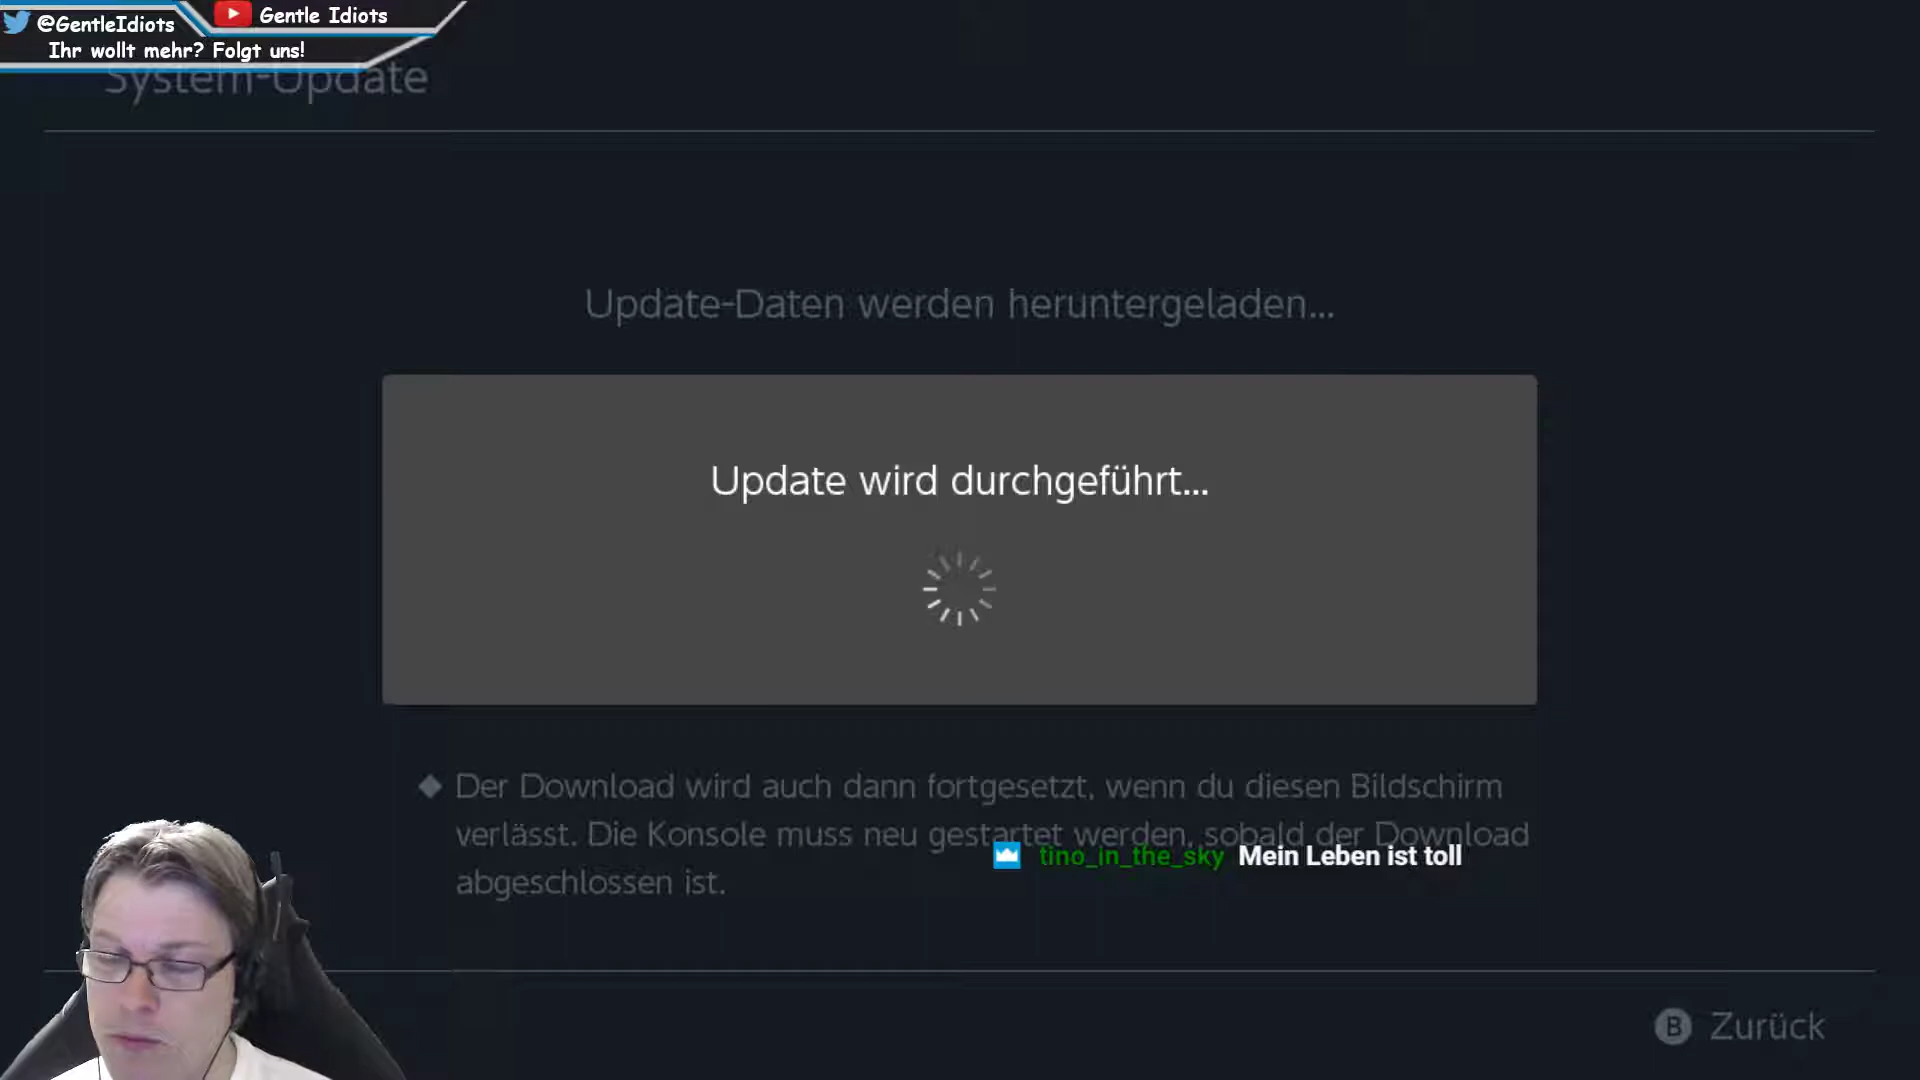 @GentleIdiots
Gentle Idiots
Ihr wollt mehr? Folgt uns!
System-Update
Update-Daten werden heruntergeladen...
Update wird durchgeführt...
Der Download wird auch dann fortgesetzt, wenn du diesen Bildschirm
verlässt. Die Konsole muss neu gestartet werden, sobald der Download
tino_in_the_sky Mein Leben ist toll
abgeschlossen ist.
B Zurück